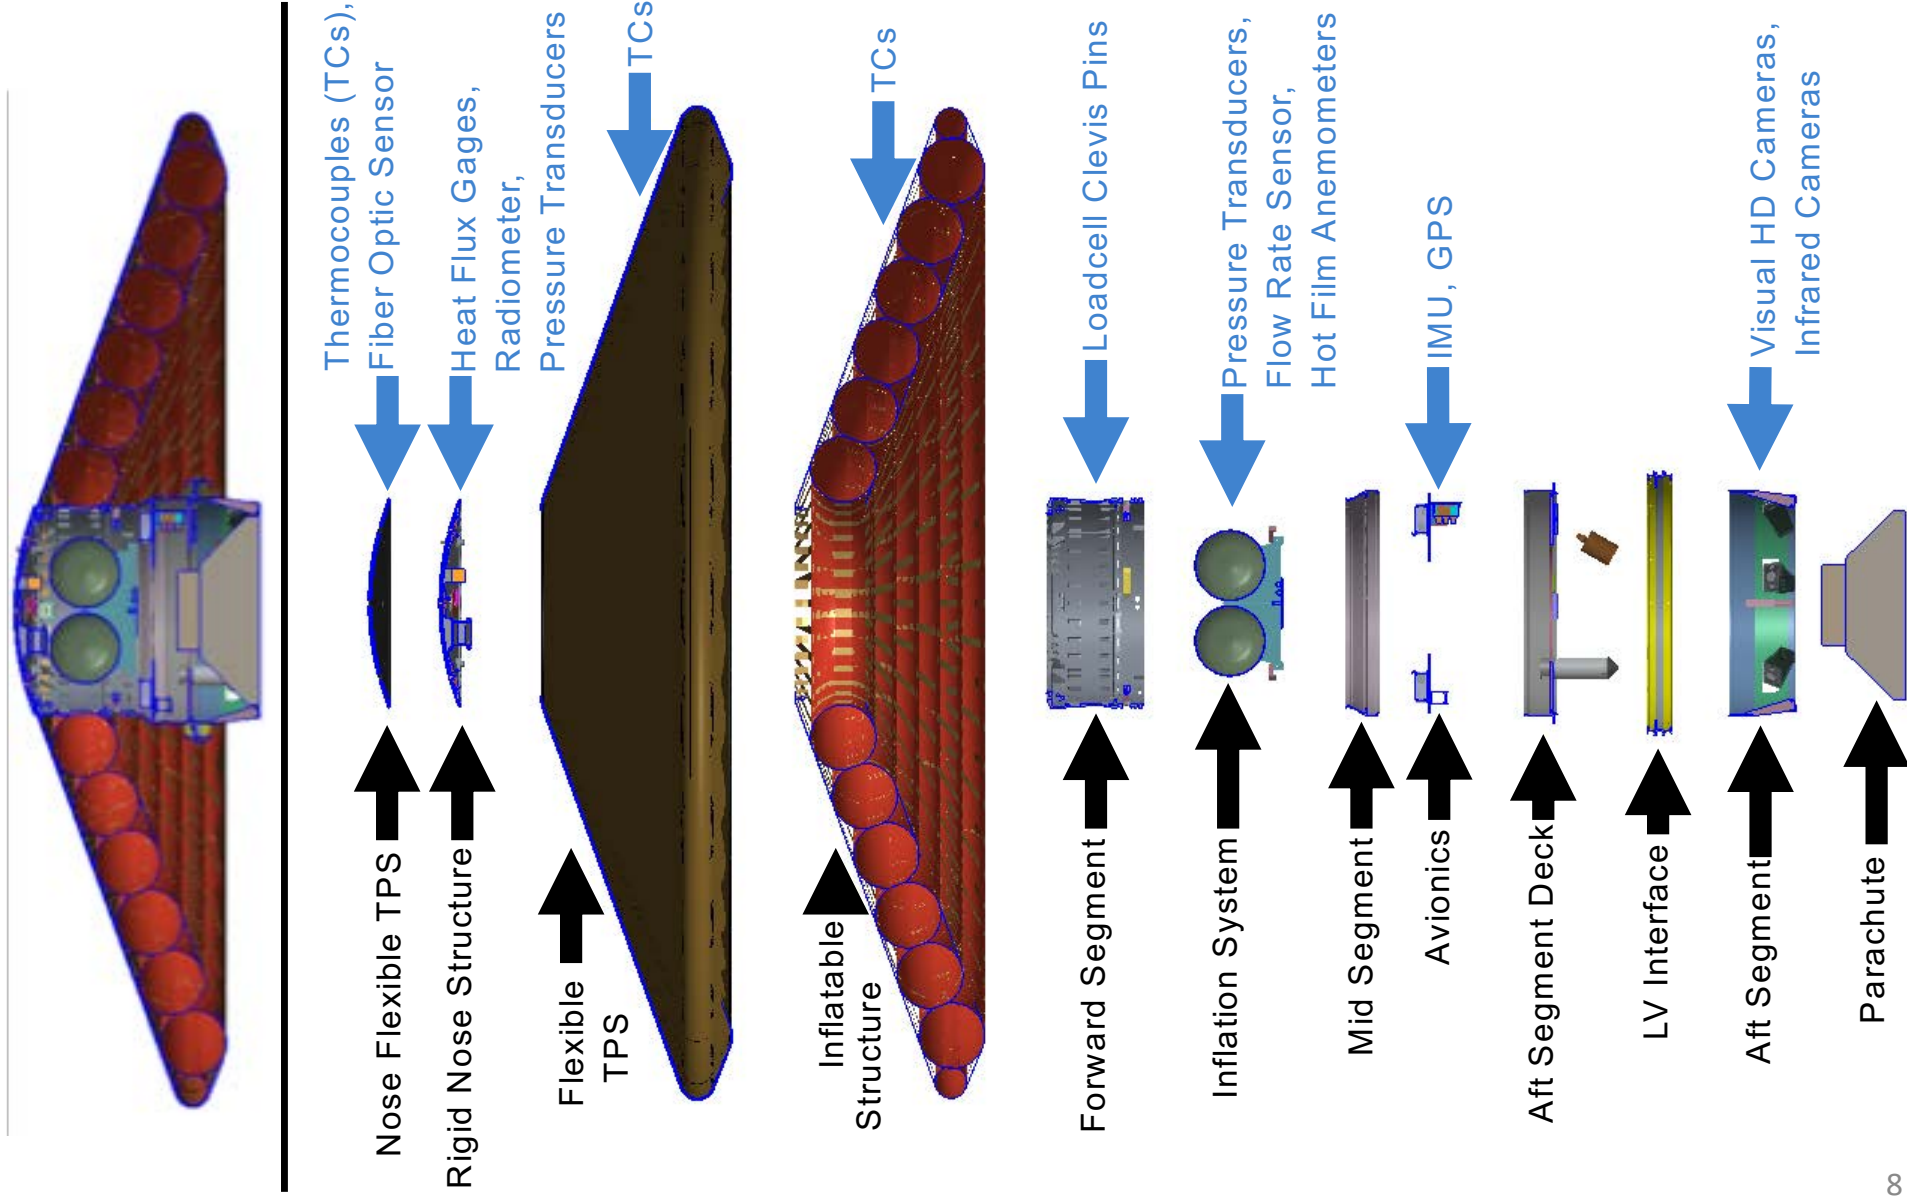 Thermocouples (TCs),
Fiber Optic Sensor
Heat Flux Gages,
Radiometer,
Pressure Transducers
TCs
TCs
Loadcell Clevis Pins
Pressure Transducers,
Flow Rate Sensor,
Hot Film Anemometers
IMU, GPS
Visual HD Cameras,
Infrared Cameras
Nose Flexible TPS
Rigid Nose Structure
Flexible
TPS
Inflatable
Structure
Forward Segment
Inflation System
Mid Segment
Avionics
Aft Segment Deck
LV Interface
Aft Segment
Parachute
8